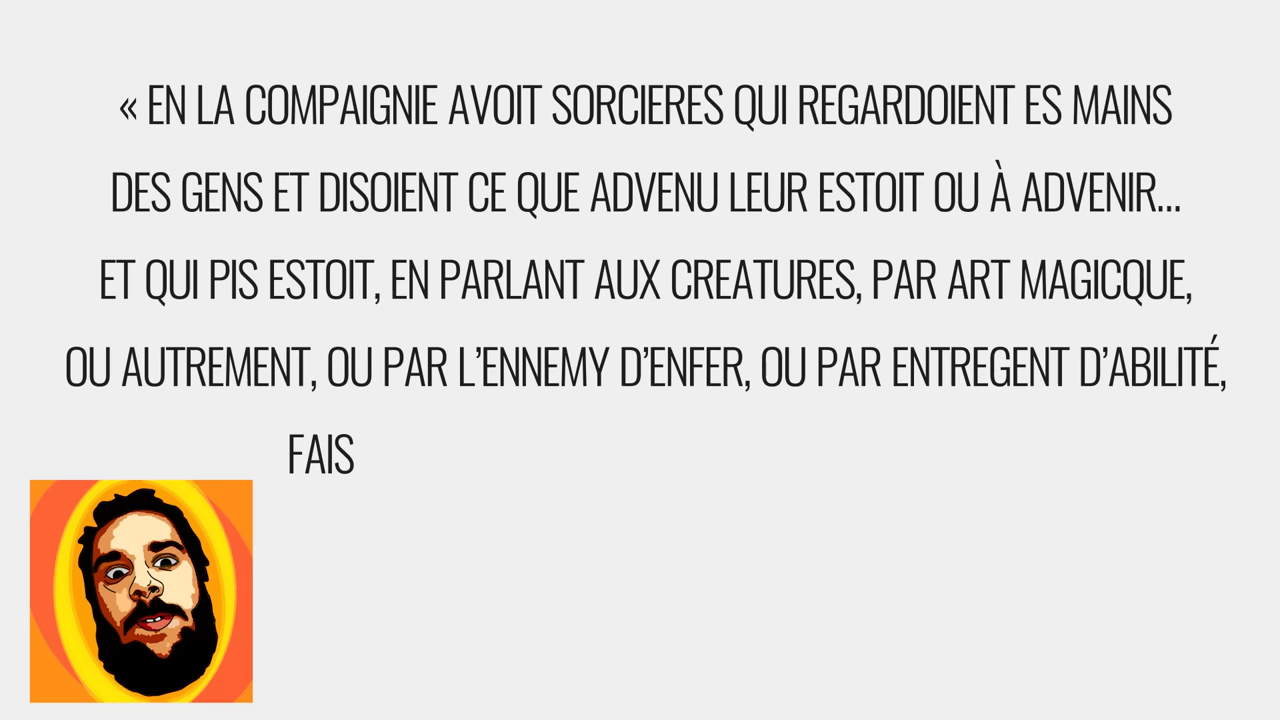 « EN LA COMPAIGNIE AVOIT SORCIERES QUI REGARDOIENT ES MAINS
DES GENS ET DISOIENT CE QUE ADVENU LEUR ESTOIT OU À ADVENIR...
ET QUI PIS ESTOIT, EN PARLANT AUX CREATURES, PAR ART MAGICQUE,
OU AUTREMENT, OU PAR L’ENNEMY D’ENFER, OU PAR ENTREGENT D’ABILITÉ,
FAIS